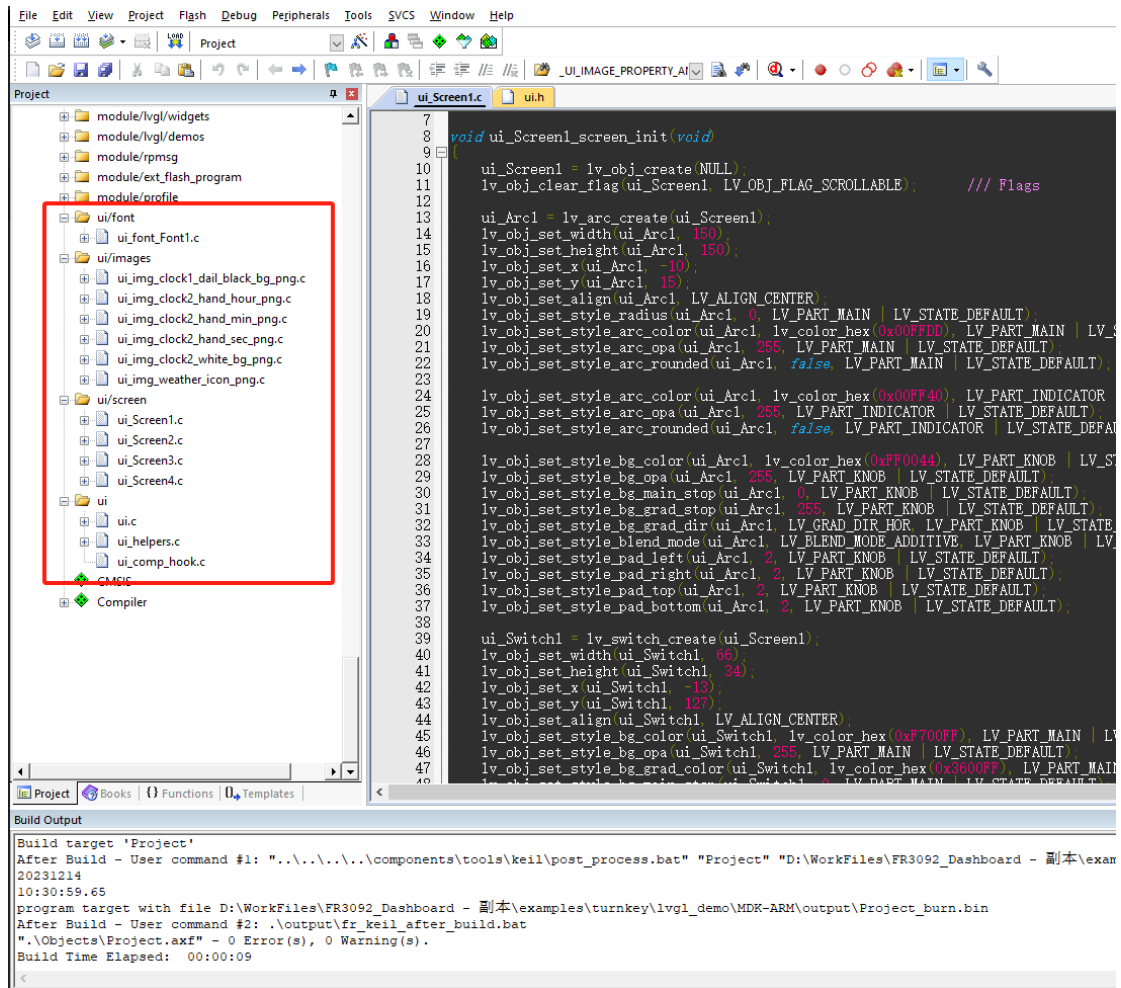 File Edit View Project Flash Debug Peripherals Tools SVCS Window Help
LOAD Project
_UI_IMAGE_PROPERTY_AI
Project
ui_Screen1.c ui.h
module/lvgl/widgets
module/lvgl/demos
module/rpmsg
module/ext_flash_program
module/profile
ui/font
ui_font_Font1.c
ui/images
ui_img_clock1_dail_black_bg_png.c
ui_img_clock2_hand_hour_png.c
ui_img_clock2_hand_min_png.c
ui_img_clock2_hand_sec_png.c
ui_img_clock2_white_bg_png.c
ui_img_weather_icon_png.c
ui/screen
ui_Screen1.c
ui_Screen2.c
ui_Screen3.c
ui_Screen4.c
ui
ui.c
ui_helpers.c
ui_comp_hook.c
CMSIS
Compiler
Project Books {} Functions Templates
7
8 void ui_Screen1_screen_init(void)
9 {
10 ui_Screen1 = lv_obj_create(NULL);
11 lv_obj_clear_flag(ui_Screen1, LV_OBJ_FLAG_SCROLLABLE); /// Flags
12
13 ui_Arc1 = lv_arc_create(ui_Screen1);
14 lv_obj_set_width(ui_Arc1, 150);
15 lv_obj_set_height(ui_Arc1, 150);
16 lv_obj_set_x(ui_Arc1, -10);
17 lv_obj_set_y(ui_Arc1, 15);
18 lv_obj_set_align(ui_Arc1, LV_ALIGN_CENTER);
19 lv_obj_set_style_radius(ui_Arc1, 0, LV_PART_MAIN | LV_STATE_DEFAULT);
20 lv_obj_set_style_arc_color(ui_Arc1, lv_color_hex(0x00FFDD), LV_PART_MAIN | LV_S
21 lv_obj_set_style_arc_opa(ui_Arc1, 255, LV_PART_MAIN | LV_STATE_DEFAULT);
22 lv_obj_set_style_arc_rounded(ui_Arc1, false, LV_PART_MAIN | LV_STATE_DEFAULT);
23
24 lv_obj_set_style_arc_color(ui_Arc1, lv_color_hex(0x00FF40), LV_PART_INDICATOR
25 lv_obj_set_style_arc_opa(ui_Arc1, 255, LV_PART_INDICATOR | LV_STATE_DEFAULT);
26 lv_obj_set_style_arc_rounded(ui_Arc1, false, LV_PART_INDICATOR | LV_STATE_DEFAU
27
28 lv_obj_set_style_bg_color(ui_Arc1, lv_color_hex(0xFF0044), LV_PART_KNOB | LV_ST
29 lv_obj_set_style_bg_opa(ui_Arc1, 255, LV_PART_KNOB | LV_STATE_DEFAULT);
30 lv_obj_set_style_bg_main_stop(ui_Arc1, 0, LV_PART_KNOB | LV_STATE_DEFAULT);
31 lv_obj_set_style_bg_grad_stop(ui_Arc1, 255, LV_PART_KNOB | LV_STATE_DEFAULT);
32 lv_obj_set_style_bg_grad_dir(ui_Arc1, LV_GRAD_DIR_HOR, LV_PART_KNOB | LV_STATE_
33 lv_obj_set_style_blend_mode(ui_Arc1, LV_BLEND_MODE_ADDITIVE, LV_PART_KNOB | LV_
34 lv_obj_set_style_pad_left(ui_Arc1, 2, LV_PART_KNOB | LV_STATE_DEFAULT);
35 lv_obj_set_style_pad_right(ui_Arc1, 2, LV_PART_KNOB | LV_STATE_DEFAULT);
36 lv_obj_set_style_pad_top(ui_Arc1, 2, LV_PART_KNOB | LV_STATE_DEFAULT);
37 lv_obj_set_style_pad_bottom(ui_Arc1, 2, LV_PART_KNOB | LV_STATE_DEFAULT);
38
39 ui_Switch1 = lv_switch_create(ui_Screen1);
40 lv_obj_set_width(ui_Switch1, 66);
41 lv_obj_set_height(ui_Switch1, 34);
42 lv_obj_set_x(ui_Switch1, -13);
43 lv_obj_set_y(ui_Switch1, 127);
44 lv_obj_set_align(ui_Switch1, LV_ALIGN_CENTER);
45 lv_obj_set_style_bg_color(ui_Switch1, lv_color_hex(0xF700FF), LV_PART_MAIN | LV
46 lv_obj_set_style_bg_opa(ui_Switch1, 255, LV_PART_MAIN | LV_STATE_DEFAULT);
47 lv_obj_set_style_bg_grad_color(ui_Switch1, lv_color_hex(0x3600FF), LV_PART_MAIN
Build Output
Build target 'Project'
After Build - User command #1: "..\..\..\..\components\tools\keil\post_process.bat" "Project" "D:\WorkFiles\FR3092_Dashboard - 副本\exam
20231214
10:30:59.65
program target with file D:\WorkFiles\FR3092_Dashboard - 副本\examples\turnkey\lvgl_demo\MDK-ARM\output\Project_burn.bin
After Build - User command #2: .\output\fr_keil_after_build.bat
".\Objects\Project.axf" - 0 Error(s), 0 Warning(s).
Build Time Elapsed: 00:00:09